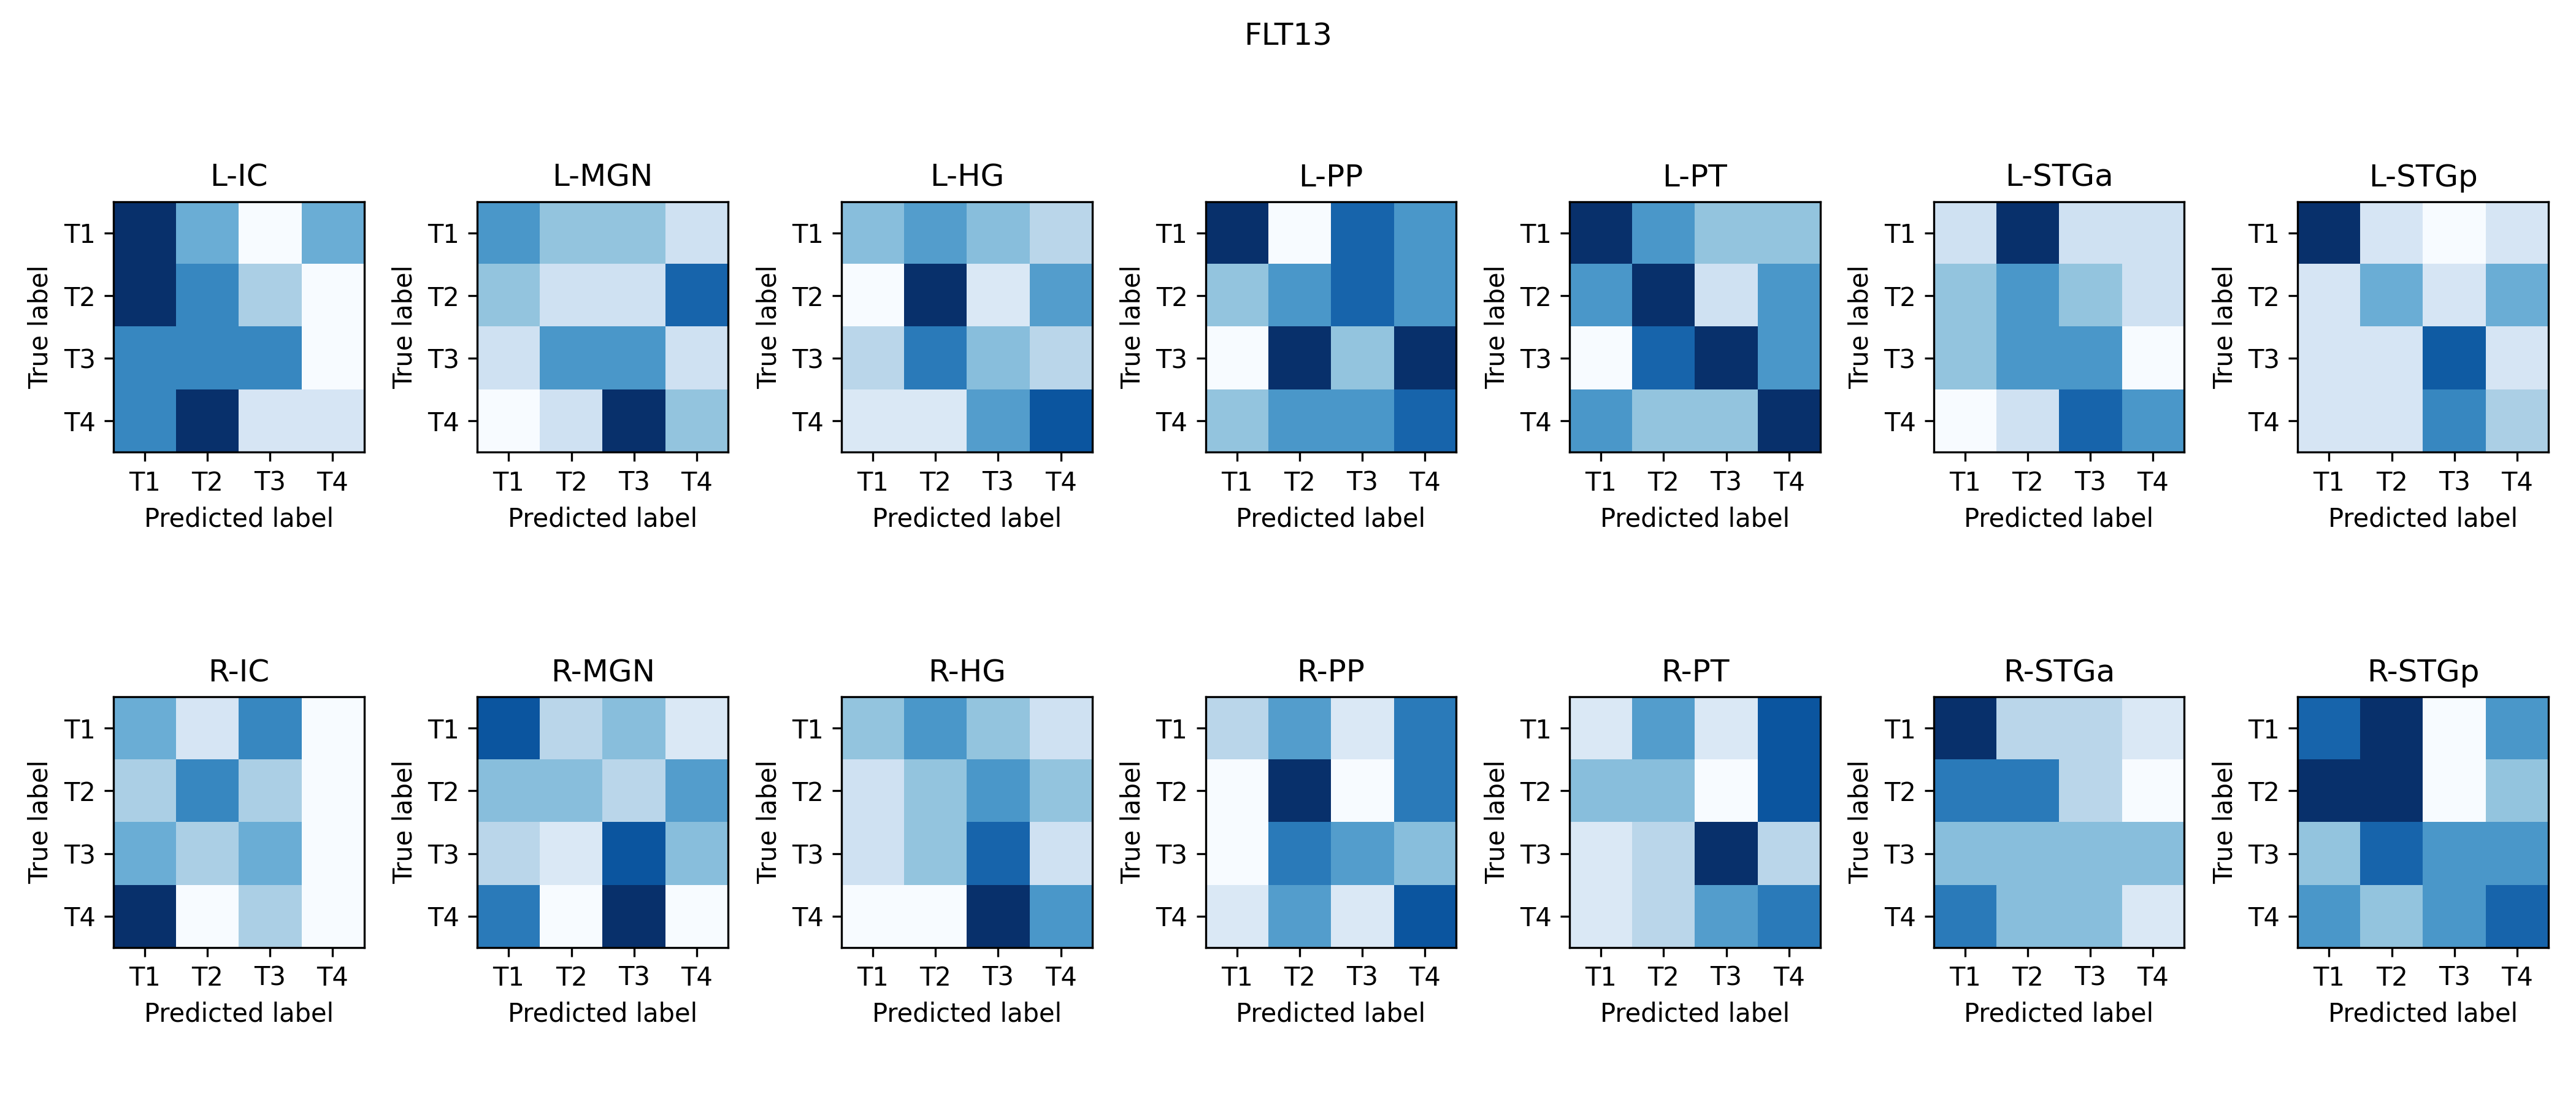 FLT13
L-IC L-MGN L-HG L-PP L-PT L-STGa L-STGp
True label T1 True label T1 True label T1 True label T1 True label T1 True label T1 True label T1
T2 T2 T2 T2 T2 T2 T2
T3 T3 T3 T3 T3 T3 T3
T4 T4 T4 T4 T4 T4 T4
T1 T2 T3 T4 T1 T2 T3 T4 T1 T2 T3 T4 T1 T2 T3 T4 T1 T2 T3 T4 T1 T2 T3 T4 T1 T2 T3 T4
Predicted label Predicted label Predicted label Predicted label Predicted label Predicted label Predicted label
R-IC R-MGN R-HG R-PP R-PT R-STGa R-STGp
True label T1 True label T1 True label T1 True label T1 True label T1 True label T1 True label T1
T2 T2 T2 T2 T2 T2 T2
T3 T3 T3 T3 T3 T3 T3
T4 T4 T4 T4 T4 T4 T4
T1 T2 T3 T4 T1 T2 T3 T4 T1 T2 T3 T4 T1 T2 T3 T4 T1 T2 T3 T4 T1 T2 T3 T4 T1 T2 T3 T4
Predicted label Predicted label Predicted label Predicted label Predicted label Predicted label Predicted label